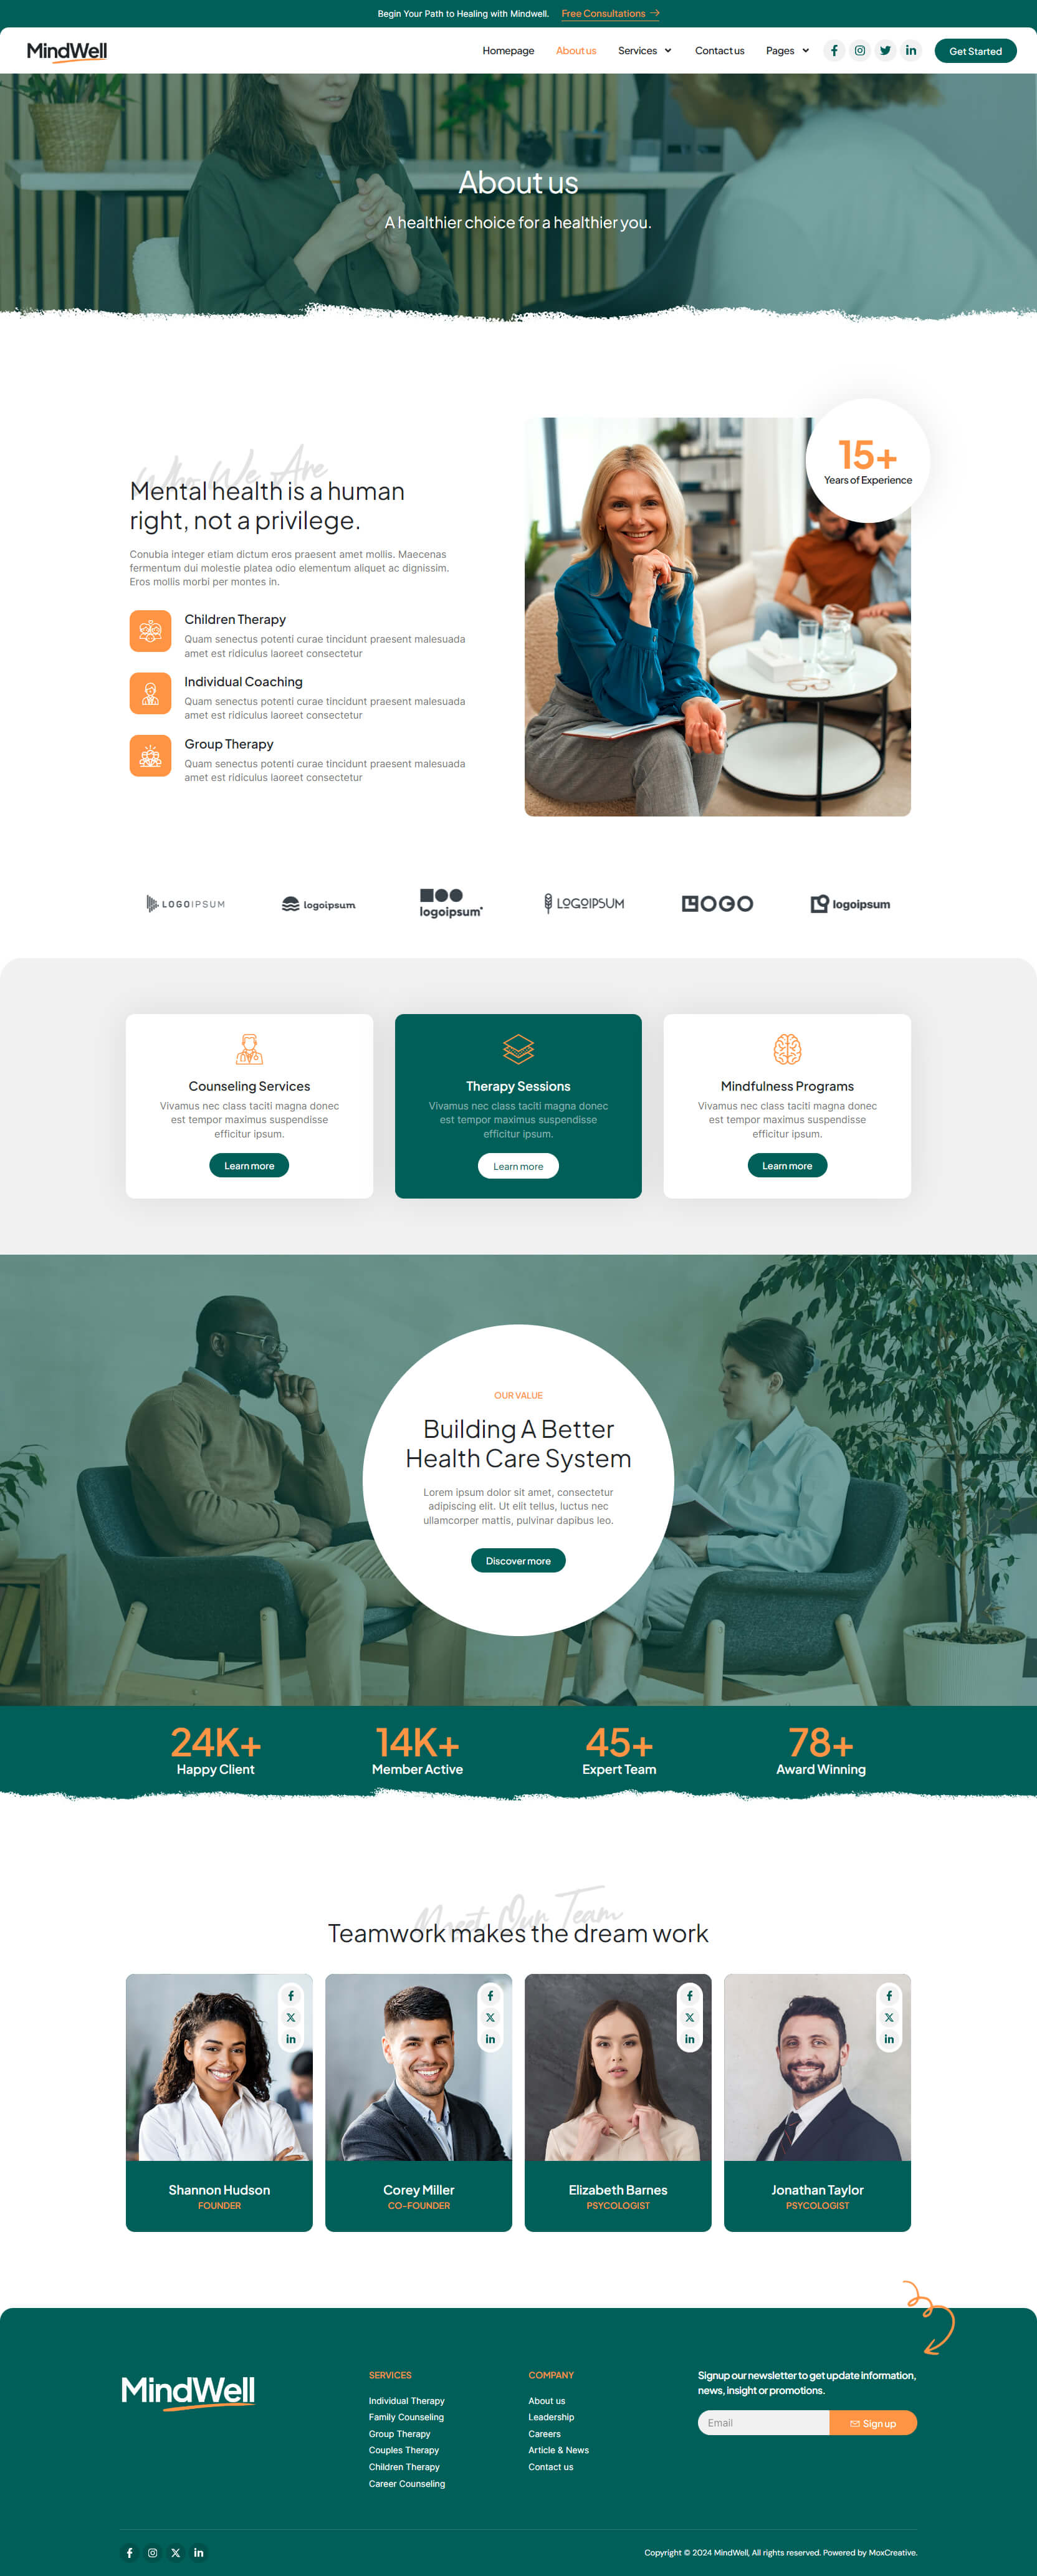 Begin Your Path to Healing with Mindwell. Free Consultations
MindWell
Homepage About us Services Contact us Pages Get Started
About us
A healthier choice for a healthier you.
Who We Are
Mental health is a human
right, not a privilege.
Conubia integer etiam dictum eros praesent amet mollis. Maecenas
fermentum dui molestie platea odio elementum aliquet ac dignissim.
Eros mollis morbi per montes in.
Children Therapy
Quam senectus potenti curae tincidunt praesent malesuada
amet est ridiculus laoreet consectetur
Individual Coaching
Quam senectus potenti curae tincidunt praesent malesuada
amet est ridiculus laoreet consectetur
Group Therapy
Quam senectus potenti curae tincidunt praesent malesuada
amet est ridiculus laoreet consectetur
15+
Years of Experience
LOGOIPSUM
logoipsum
logoipsum
LOGOIPSUM
LOGO
logoipsum
Counseling Services
Vivamus nec class taciti magna donec
est tempor maximus suspendisse
efficitur ipsum.
Learn more
Therapy Sessions
Vivamus nec class taciti magna donec
est tempor maximus suspendisse
efficitur ipsum.
Learn more
Mindfulness Programs
Vivamus nec class taciti magna donec
est tempor maximus suspendisse
efficitur ipsum.
Learn more
OUR VALUE
Building A Better
Health Care System
Lorem ipsum dolor sit amet, consectetur
adipiscing elit. Ut elit tellus, luctus nec
ullamcorper mattis, pulvinar dapibus leo.
Discover more
24K+
Happy Client
14K+
Member Active
45+
Expert Team
78+
Award Winning
Meet Our Team
Teamwork makes the dream work
Shannon Hudson
FOUNDER
Corey Miller
CO-FOUNDER
Elizabeth Barnes
PSYCOLOGIST
Jonathan Taylor
PSYCOLOGIST
MindWell
SERVICES
Individual Therapy
Family Counseling
Group Therapy
Couples Therapy
Children Therapy
Career Counseling
COMPANY
About us
Leadership
Careers
Article & News
Contact us
Signup our newsletter to get update information,
news, insight or promotions.
Email
Sign up
Copyright © 2024 MindWell, All rights reserved. Powered by MoxCreative.